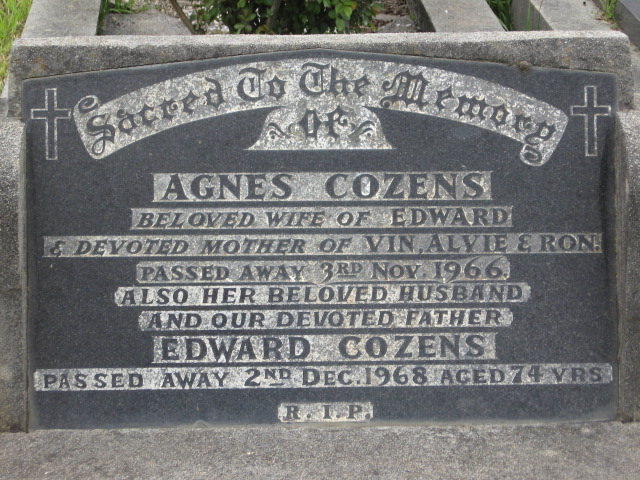 Sacred To The Memory
Of
AGNES COZENS
BELOVED WIFE OF EDWARD
& DEVOTED MOTHER OF VIN, ALVIE & RON.
PASSED AWAY 3RD NOV. 1966.
ALSO HER BELOVED HUSBAND
AND OUR DEVOTED FATHER
EDWARD COZENS
PASSED AWAY 2ND DEC. 1968 AGED 74 YRS
R. I. P.